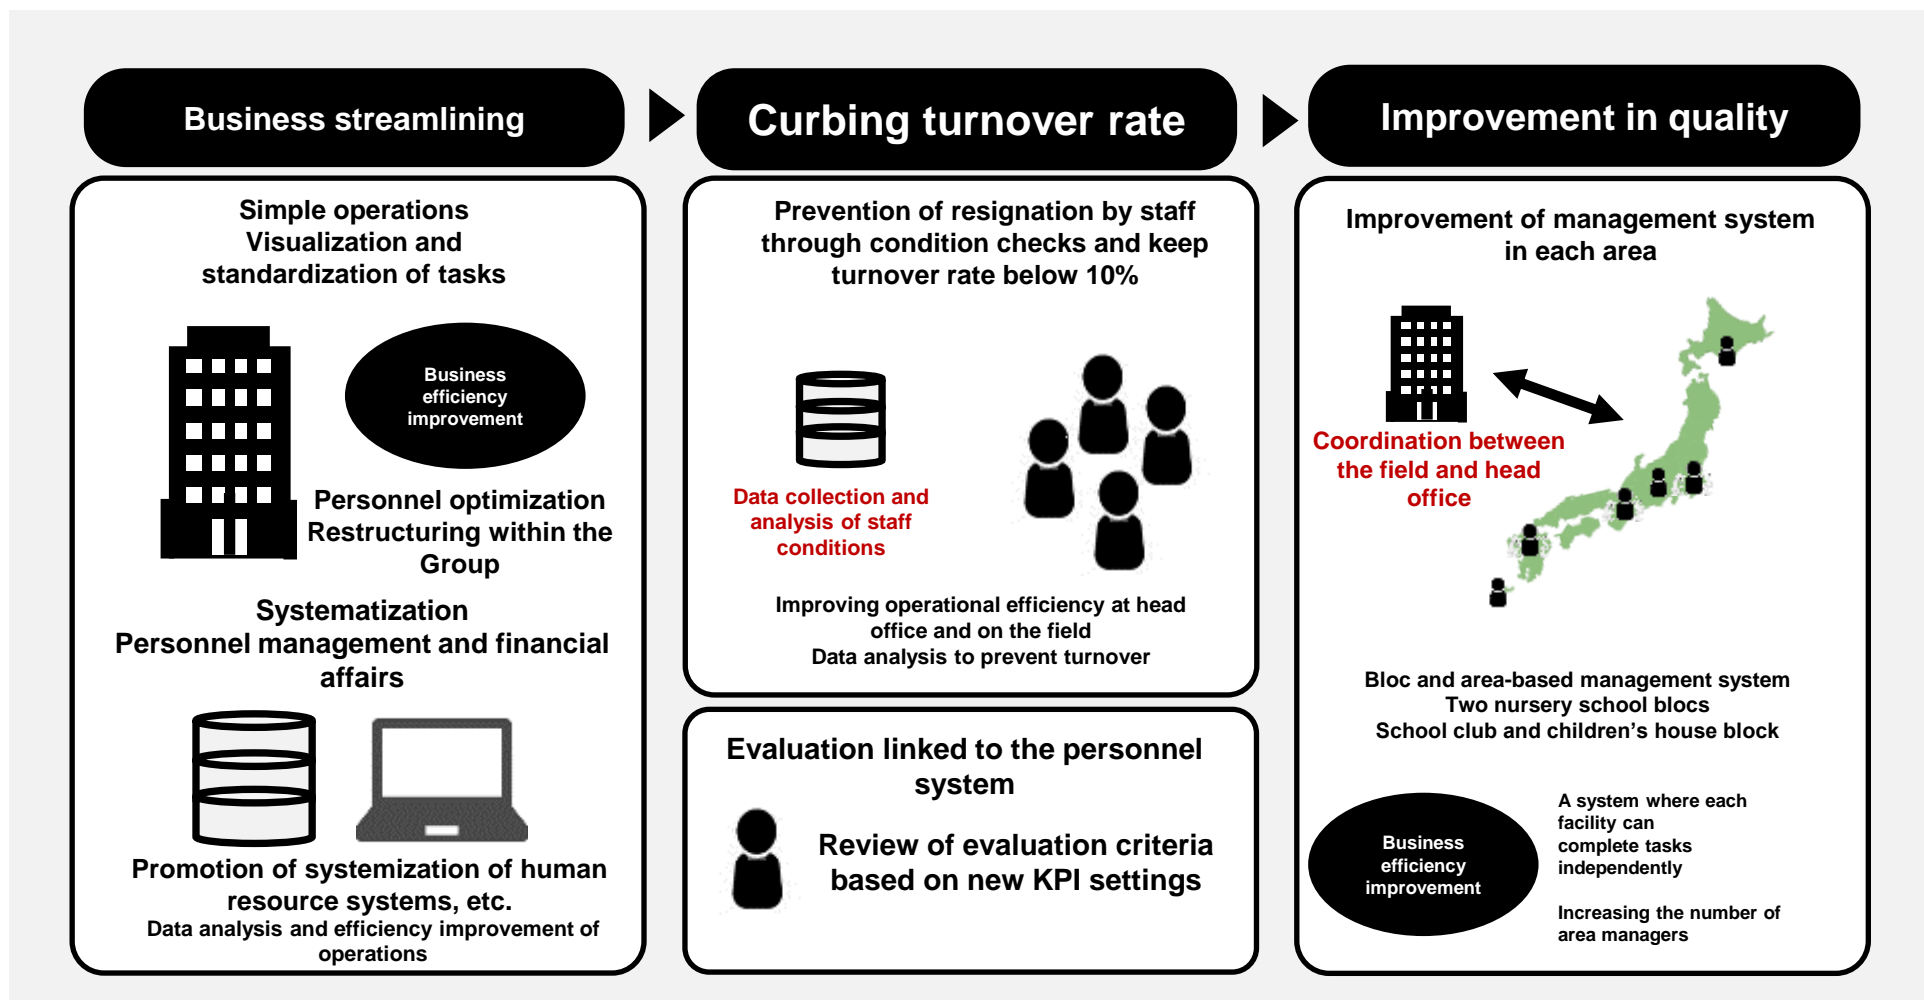 Business streamlining
Curbing turnover rate
Improvement in quality
Simple operations
Visualization and
standardization of tasks
Business
efficiency
improvement
Personnel optimization
Restructuring within the
Group
Systematization
Personnel management and financial
affairs
Promotion of systemization of human
resource systems, etc.
Data analysis and efficiency improvement of
operations
Prevention of resignation by staff
through condition checks and keep
turnover rate below 10%
Data collection and
analysis of staff
conditions
Improving operational efficiency at head
office and on the field
Data analysis to prevent turnover
Evaluation linked to the personnel
system
Review of evaluation criteria
based on new KPI settings
Improvement of management system
in each area
Coordination between
the field and head
office
Bloc and area-based management system
Two nursery school blocs
School club and children’s house block
Business
efficiency
improvement
A system where each
facility can
complete tasks
independently
Increasing the number of
area managers